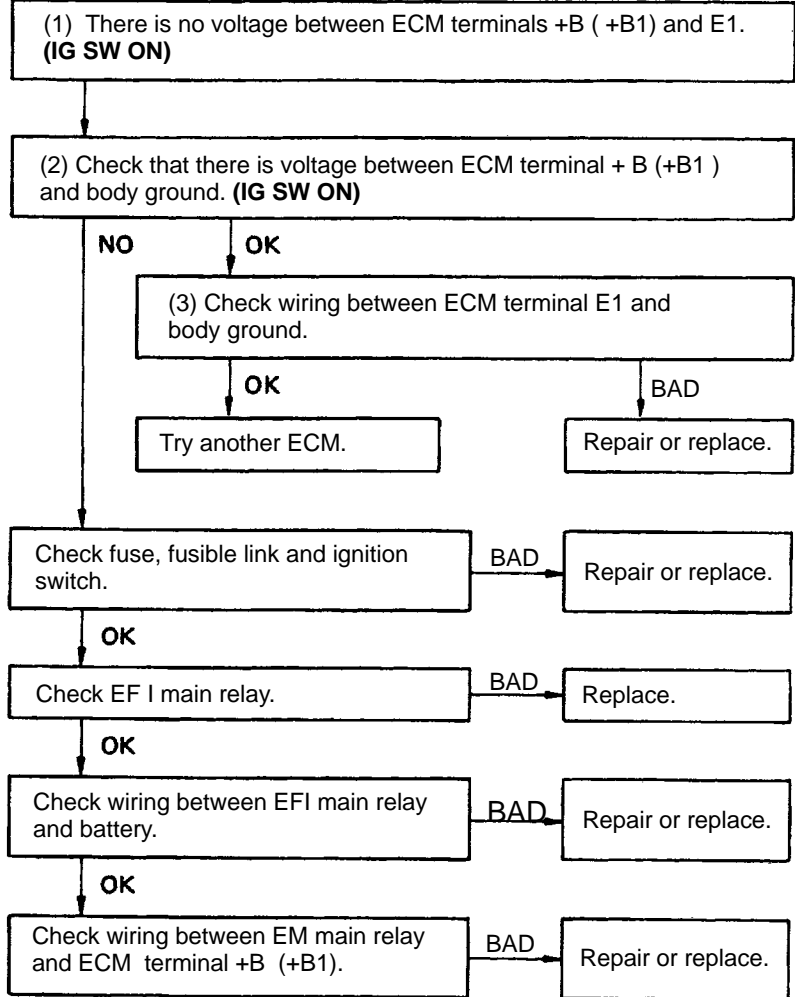 (1) There is no voltage between ECM terminals +B ( +B1) and E1.
(IG SW ON)
(2) Check that there is voltage between ECM terminal + B (+B1 )
and body ground. (IG SW ON)
NO
OK
(3) Check wiring between ECM terminal E1 and
body ground.
OK
BAD
Try another ECM.
Repair or replace.
Check fuse, fusible link and ignition
switch.
BAD
Repair or replace.
OK
Check EF I main relay.
BAD
Replace.
OK
Check wiring between EFI main relay
and battery.
BAD
Repair or replace.
OK
Check wiring between EM main relay
and ECM terminal +B (+B1).
BAD
Repair or replace.